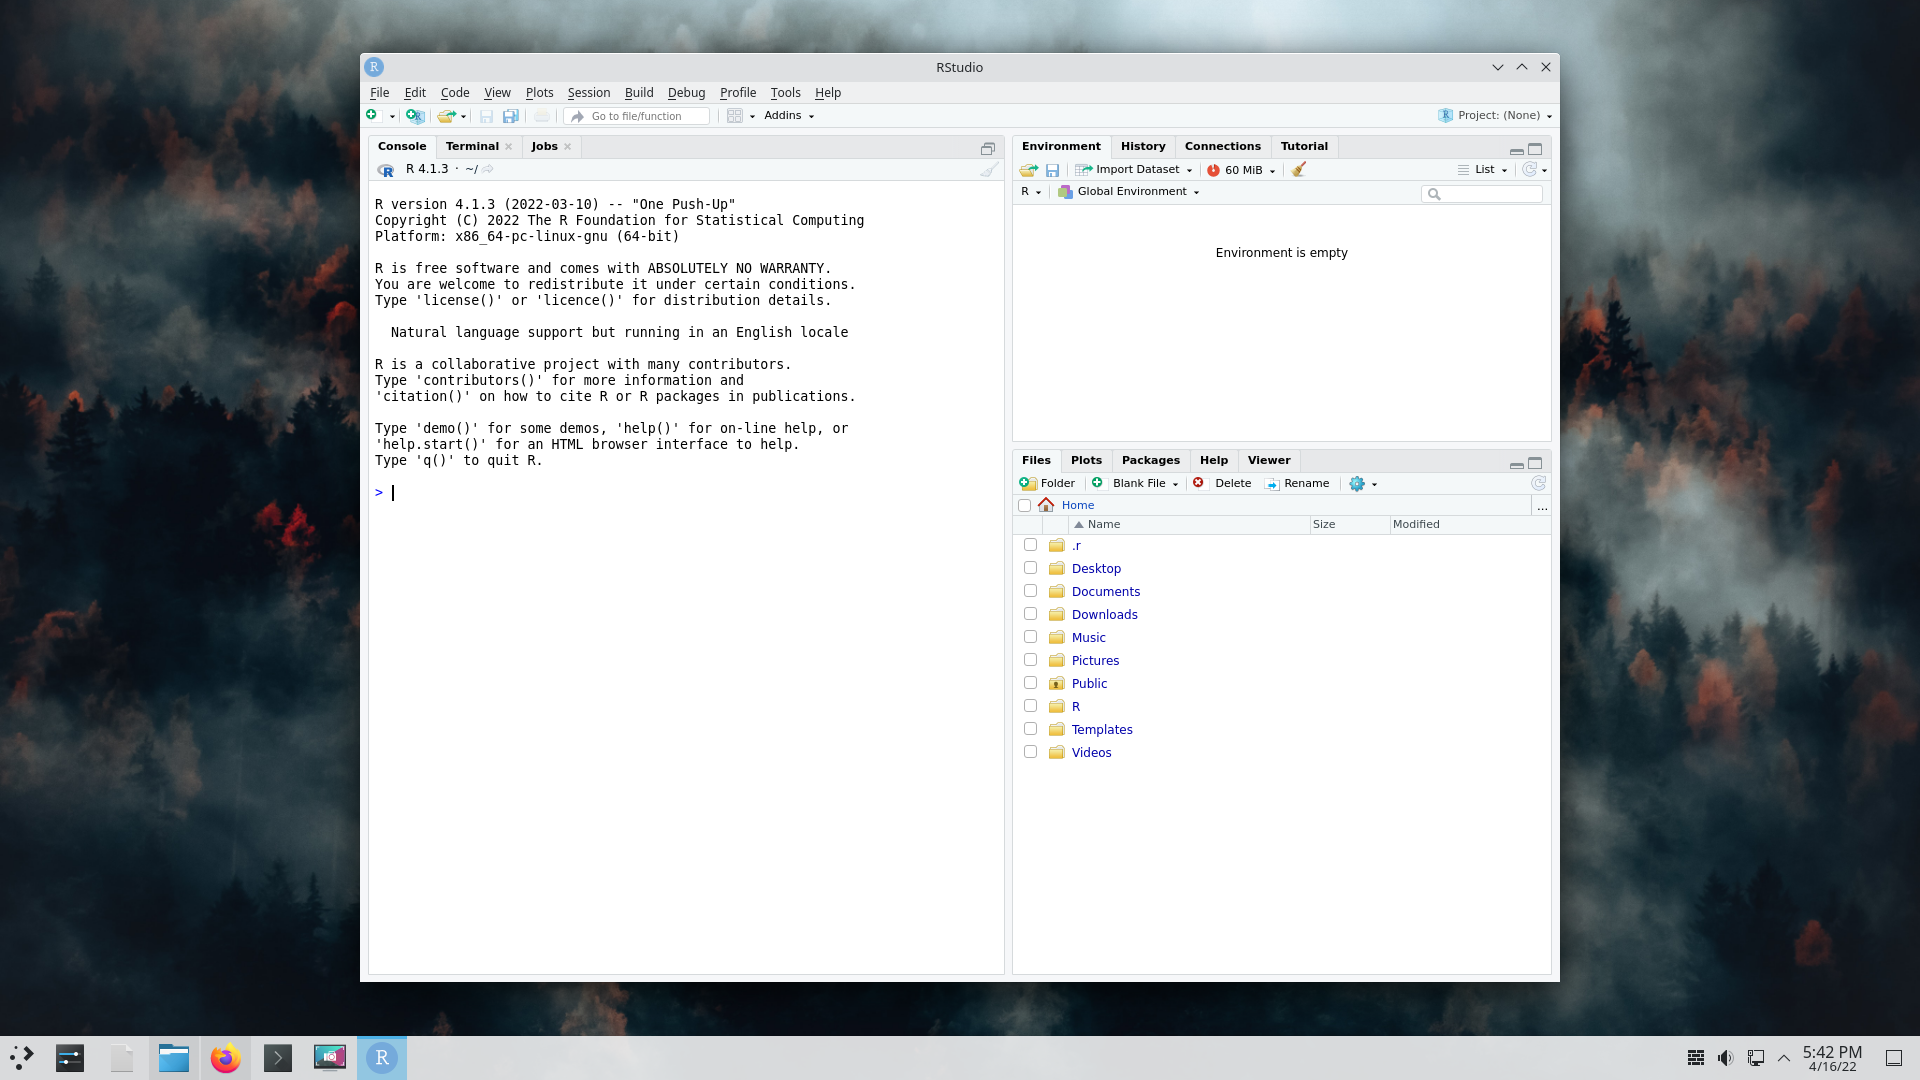 RStudio
File Edit Code View Plots Session Build Debug Profile Tools Help
Go to file/function Addins Project: (None)
Console Terminal Jobs
R 4.1.3 · ~/
R version 4.1.3 (2022-03-10) -- "One Push-Up"
Copyright (C) 2022 The R Foundation for Statistical Computing
Platform: x86_64-pc-linux-gnu (64-bit)
R is free software and comes with ABSOLUTELY NO WARRANTY.
You are welcome to redistribute it under certain conditions.
Type 'license()' or 'licence()' for distribution details.
Natural language support but running in an English locale
R is a collaborative project with many contributors.
Type 'contributors()' for more information and
'citation()' on how to cite R or R packages in publications.
Type 'demo()' for some demos, 'help()' for on-line help, or
'help.start()' for an HTML browser interface to help.
Type 'q()' to quit R.
>
Environment History Connections Tutorial
Import Dataset 60 MiB List
R Global Environment
Environment is empty
Files Plots Packages Help Viewer
Folder Blank File Delete Rename
Home ...
Name Size Modified
.r
Desktop
Documents
Downloads
Music
Pictures
Public
R
Templates
Videos
5:42 PM
4/16/22